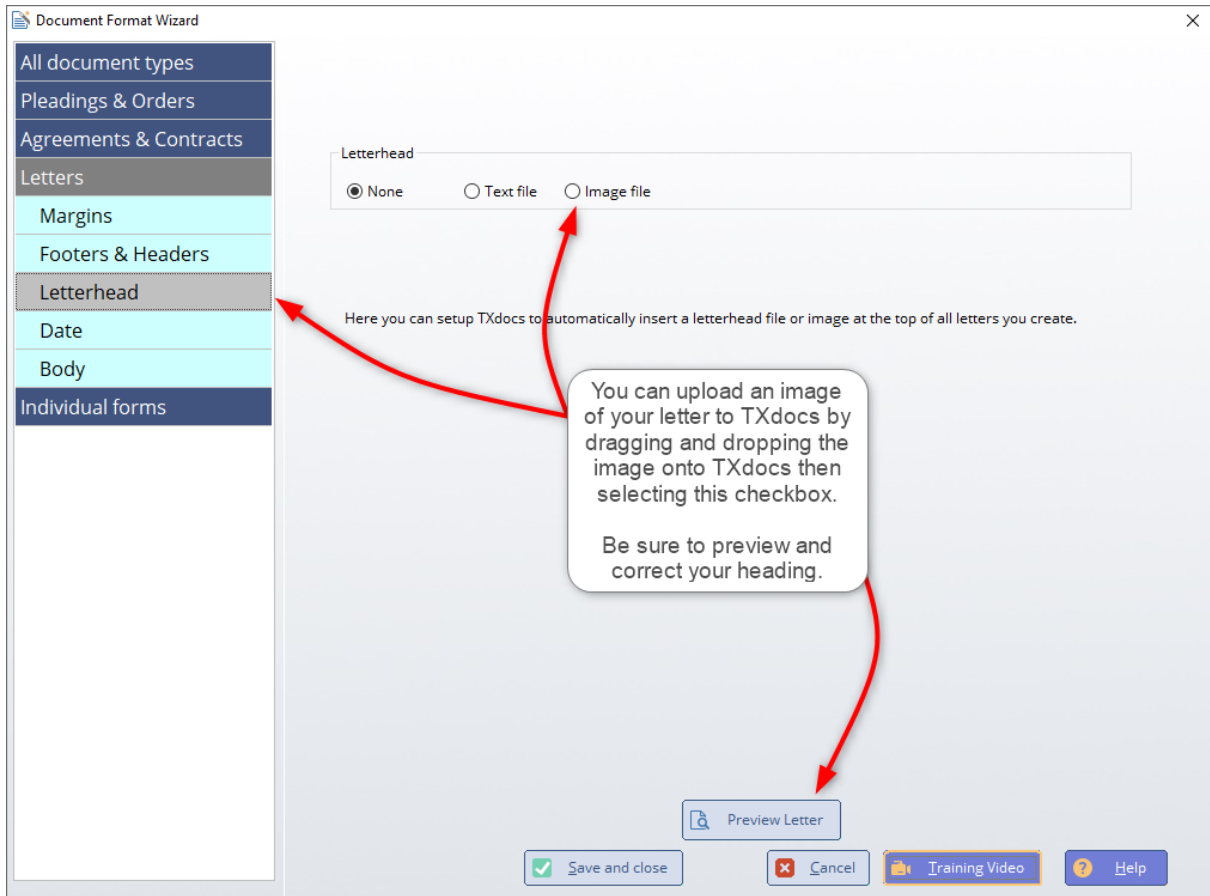 Document Format Wizard
All document types
Pleadings & Orders
Agreements & Contracts
Letters
Margins
Footers & Headers
Letterhead
Date
Body
Individual forms
Letterhead
None Text file Image file
Here you can setup TXdocs to automatically insert a letterhead file or image at the top of all letters you create.
You can upload an image
of your letter to TXdocs by
dragging and dropping the
image onto TXdocs then
selecting this checkbox.
Be sure to preview and
correct your heading.
Preview Letter
Save and close Cancel Training Video Help